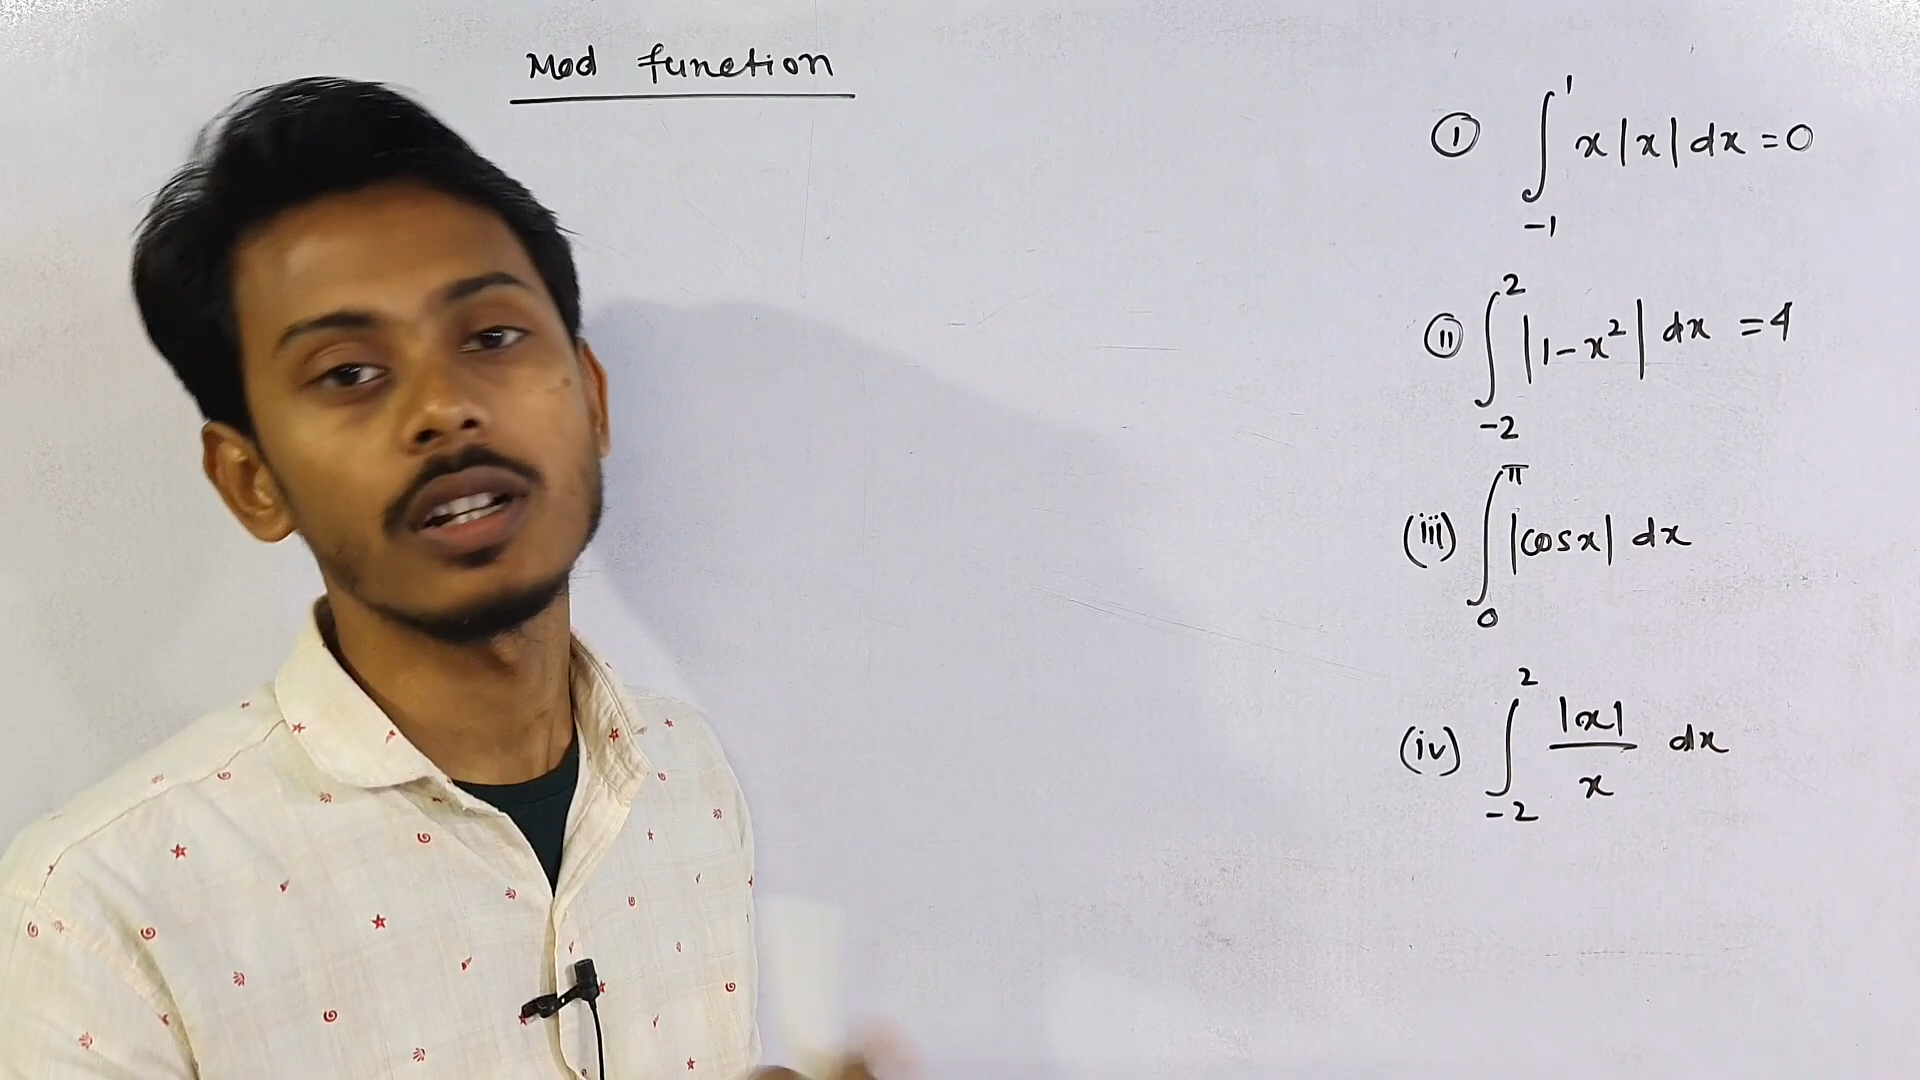 Mod function
(i) ∫_{-1}^{1} x|x| dx = 0
(ii) ∫_{-2}^{2} |1-x²| dx = 4
(iii) ∫_{0}^{π} |cosx| dx
(iv) ∫_{-2}^{2} |x|/x dx